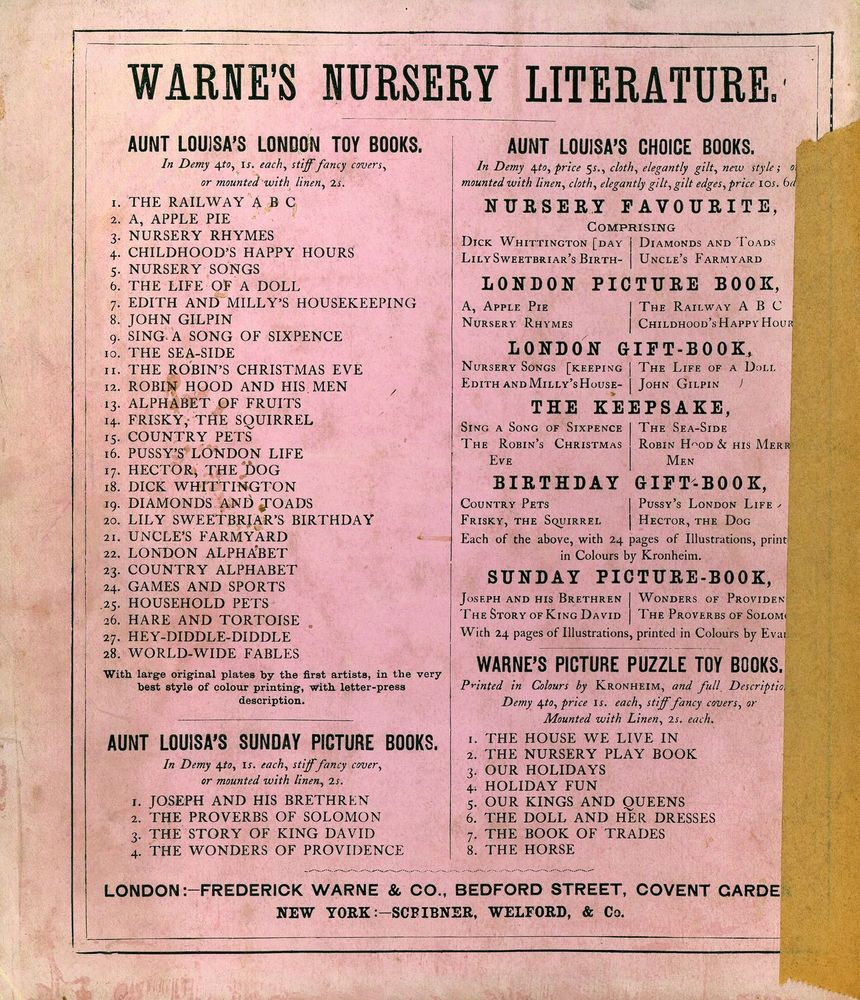 WARNE'S NURSERY LITERATURE.
AUNT LOUISA'S LONDON TOY BOOKS.
In Demy 4to, 1s. each, stiff fancy covers,
or mounted with linen, 2s.
1. THE RAILWAY A B C
2. A, APPLE PIE
3. NURSERY RHYMES
4. CHILDHOOD'S HAPPY HOURS
5. NURSERY SONGS
6. THE LIFE OF A DOLL
7. EDITH AND MILLY'S HOUSEKEEPING
8. JOHN GILPIN
9. SING A SONG OF SIXPENCE
10. THE SEA-SIDE
11. THE ROBIN'S CHRISTMAS EVE
12. ROBIN HOOD AND HIS MEN
13. ALPHABET OF FRUITS
14. FRISKY, THE SQUIRREL
15. COUNTRY PETS
16. PUSSY'S LONDON LIFE
17. HECTOR, THE DOG
18. DICK WHITTINGTON
19. DIAMONDS AND TOADS
20. LILY SWEETBRIAR'S BIRTHDAY
21. UNCLE'S FARMYARD
22. LONDON ALPHABET
23. COUNTRY ALPHABET
24. GAMES AND SPORTS
25. HOUSEHOLD PETS
26. HARE AND TORTOISE
27. HEY-DIDDLE-DIDDLE
28. WORLD-WIDE FABLES
With large original plates by the first artists, in the very
best style of colour printing, with letter-press
description.
AUNT LOUISA'S SUNDAY PICTURE BOOKS.
In Demy 4to, 1s. each, stiff fancy cover,
or mounted with linen, 2s.
1. JOSEPH AND HIS BRETHREN
2. THE PROVERBS OF SOLOMON
3. THE STORY OF KING DAVID
4. THE WONDERS OF PROVIDENCE
AUNT LOUISA'S CHOICE BOOKS.
In Demy 4to, price 5s., cloth, elegantly gilt, new style;
mounted with linen, cloth, elegantly gilt, gilt edges, price 10s. 6d
NURSERY FAVOURITE,
COMPRISING
DICK WHITTINGTON [DAY | DIAMONDS AND TOADS
LILY SWEETBRIAR'S BIRTH- | UNCLE'S FARMYARD
LONDON PICTURE BOOK,
A, APPLE PIE | THE RAILWAY A B C
NURSERY RHYMES | CHILDHOOD'S HAPPY HOUR
LONDON GIFT-BOOK,
NURSERY SONGS [KEEPING | THE LIFE OF A DOLL
EDITH AND MILLY'S HOUSE- | JOHN GILPIN
THE KEEPSAKE,
SING A SONG OF SIXPENCE | THE SEA-SIDE
THE ROBIN'S CHRISTMAS | ROBIN HOOD & HIS MERR
EVE | MEN
BIRTHDAY GIFT-BOOK,
COUNTRY PETS | PUSSY'S LONDON LIFE
FRISKY, THE SQUIRREL | HECTOR, THE DOG
Each of the above, with 24 pages of Illustrations, print
in Colours by Kronheim.
SUNDAY PICTURE-BOOK,
JOSEPH AND HIS BRETHREN | WONDERS OF PROVIDEN
THE STORY OF KING DAVID | THE PROVERBS OF SOLOM
With 24 pages of Illustrations, printed in Colours by Eva
WARNE'S PICTURE PUZZLE TOY BOOKS.
Printed in Colours by KRONHEIM, and full Descriptio
Demy 4to, price 1s. each, stiff fancy covers, or
Mounted with Linen, 2s. each.
1. THE HOUSE WE LIVE IN
2. THE NURSERY PLAY BOOK
3. OUR HOLIDAYS
4. HOLIDAY FUN
5. OUR KINGS AND QUEENS
6. THE DOLL AND HER DRESSES
7. THE BOOK OF TRADES
8. THE HORSE
LONDON:—FREDERICK WARNE & CO., BEDFORD STREET, COVENT GARDE
NEW YORK:—SCRIBNER, WELFORD, & Co.